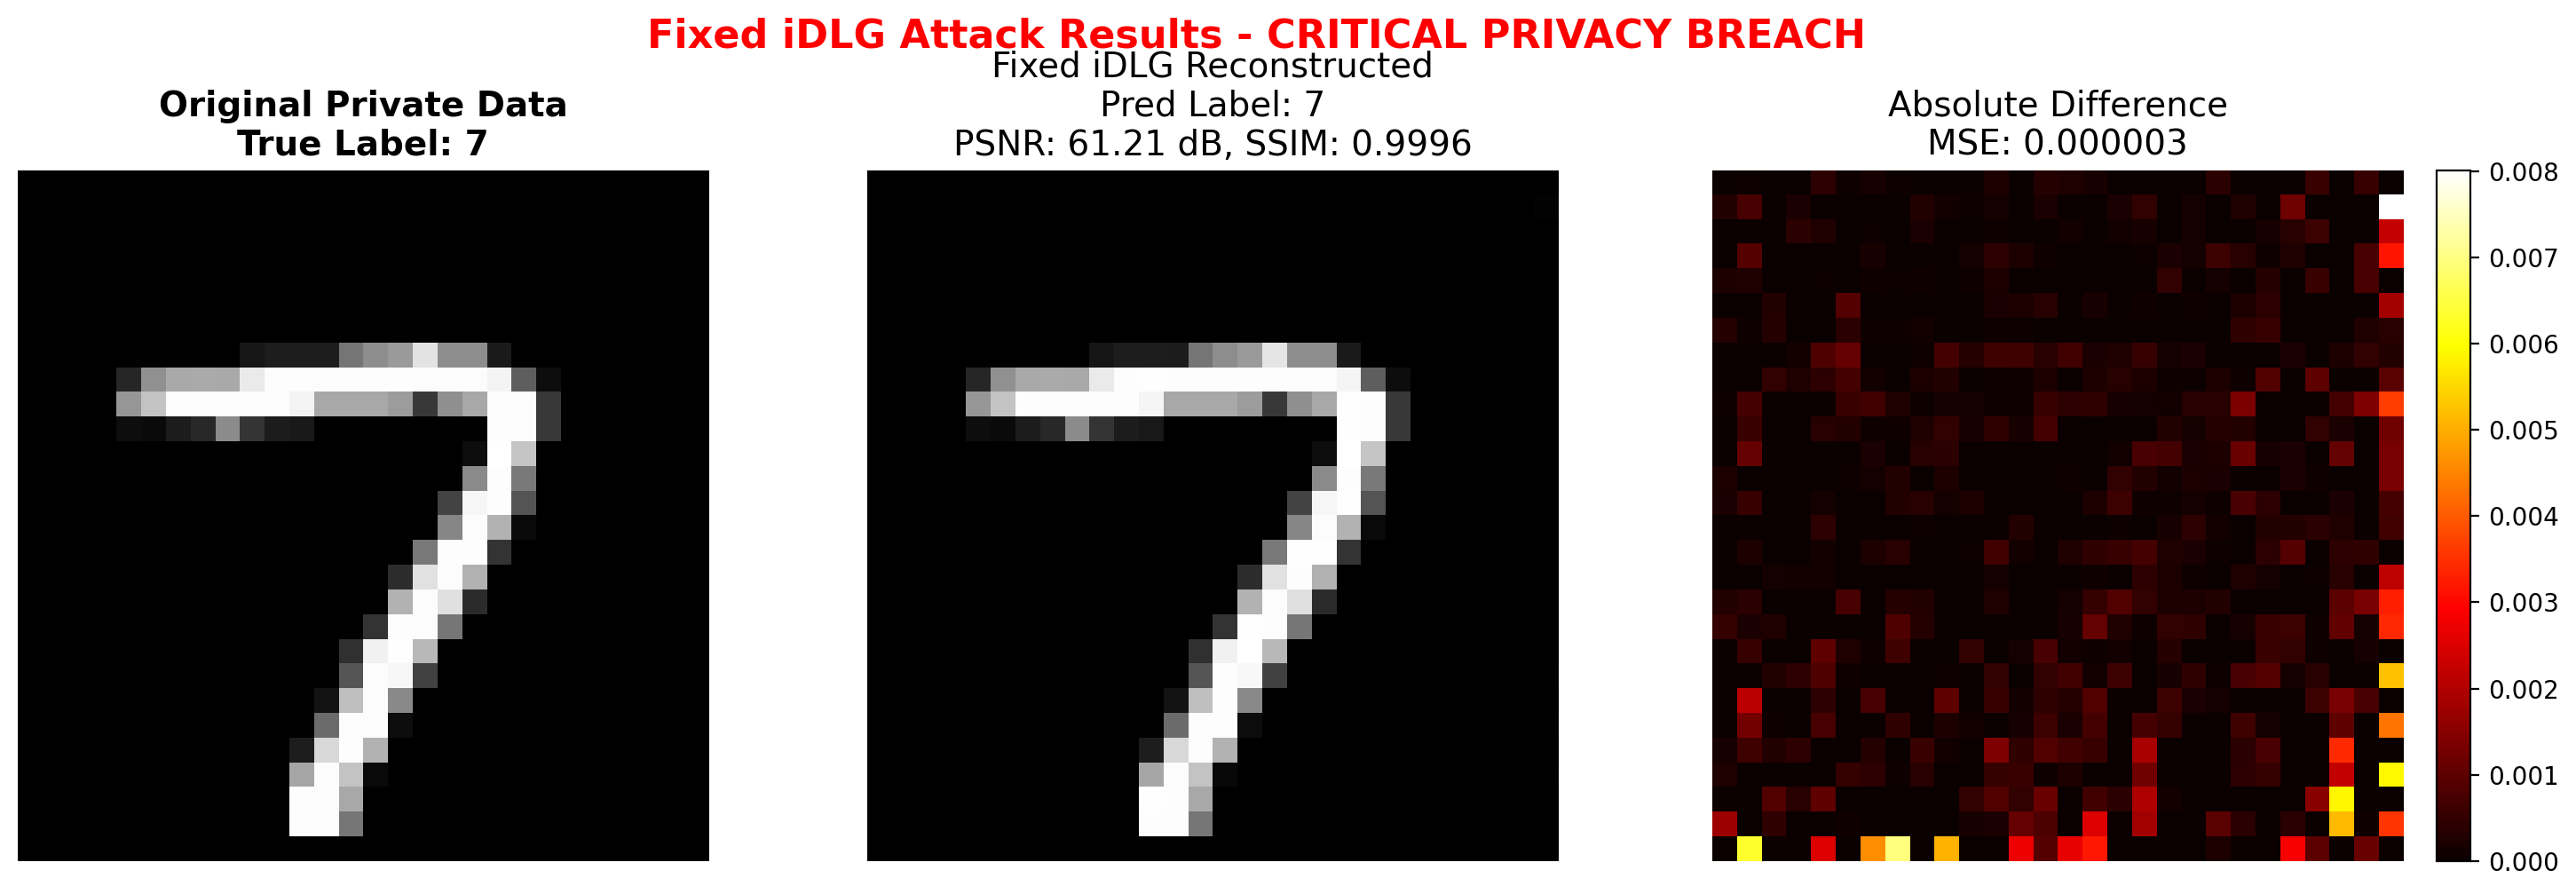 Fixed iDLG Attack Results - CRITICAL PRIVACY BREACH
Original Private Data
True Label: 7
Fixed iDLG Reconstructed
Pred Label: 7
PSNR: 61.21 dB, SSIM: 0.9996
Absolute Difference
MSE: 0.000003
7
7
0.008
0.007
0.006
0.005
0.004
0.003
0.002
0.001
0.000